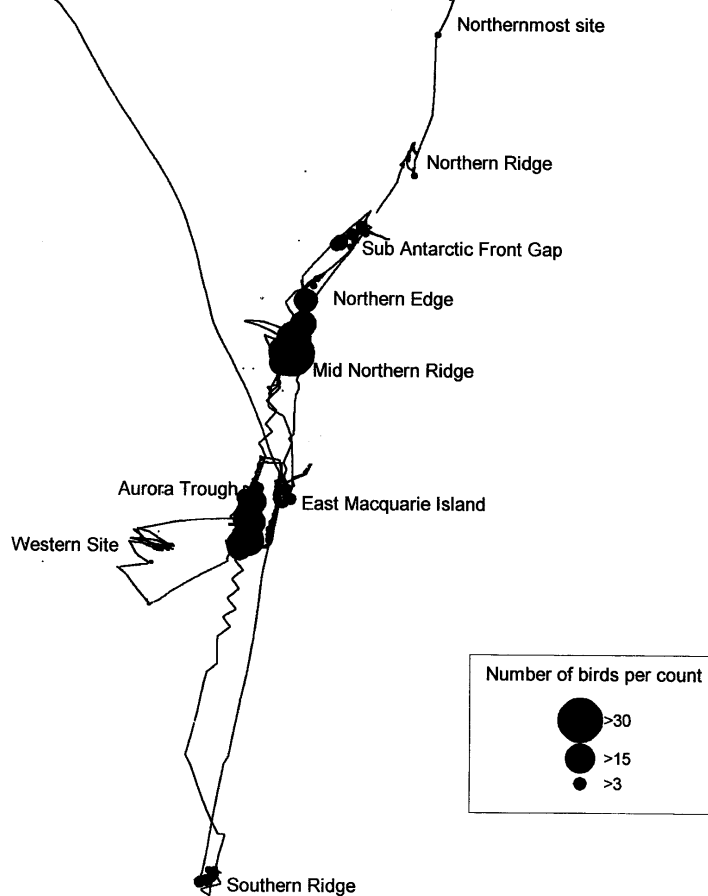 Northernmost site
Northern Ridge
Sub Antarctic Front Gap
Northern Edge
Mid Northern Ridge
Aurora Trough
East Macquarie Island
Western Site
Number of birds per count
>30
>15
>3
Southern Ridge